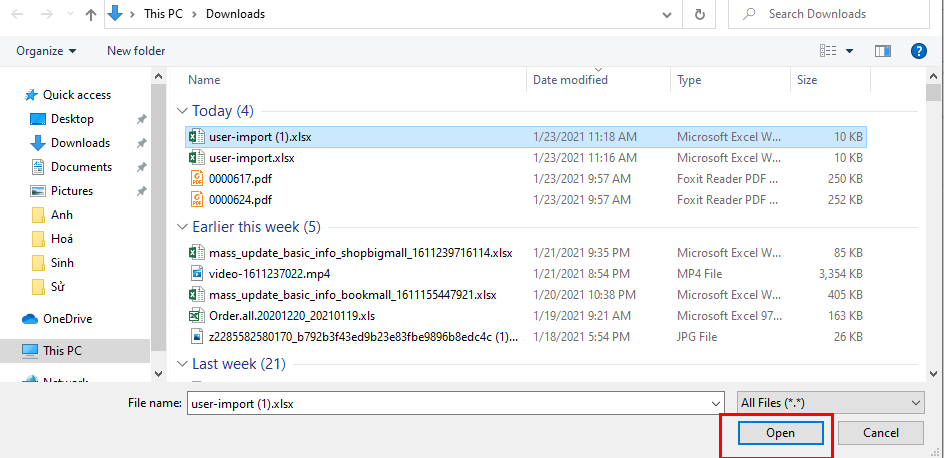 This PC > Downloads
Search Downloads
Organize
New folder
Name Date modified Type Size
Quick access
Desktop
Downloads
Documents
Pictures
Anh
Hoá
Sinh
Sử
OneDrive
This PC
Network
Today (4)
user-import (1).xlsx 1/23/2021 11:18 AM Microsoft Excel W... 10 KB
user-import.xlsx 1/23/2021 11:16 AM Microsoft Excel W... 10 KB
0000617.pdf 1/23/2021 9:57 AM Foxit Reader PDF ... 250 KB
0000624.pdf 1/23/2021 9:57 AM Foxit Reader PDF ... 252 KB
Earlier this week (5)
mass_update_basic_info_shopbigmall_1611239716114.xlsx 1/21/2021 9:35 PM Microsoft Excel W... 85 KB
video-1611237022.mp4 1/21/2021 8:54 PM MP4 File 3,354 KB
mass_update_basic_info_bookmall_1611155447921.xlsx 1/20/2021 10:38 PM Microsoft Excel W... 405 KB
Order.all.20201220_20210119.xls 1/19/2021 9:21 AM Microsoft Excel 97... 163 KB
z2285582580170_b792b3f43ed9b23e83fbe9896b8edc4c (1)... 1/18/2021 5:54 PM JPG File 26 KB
Last week (21)
File name: user-import (1).xlsx All Files (*.*)
Open Cancel